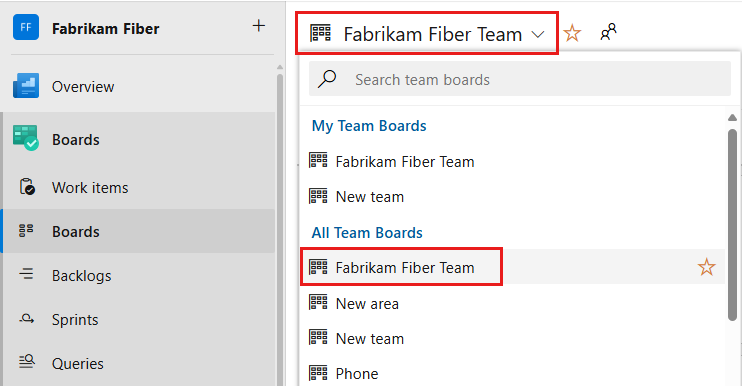 FF Fabrikam Fiber +
Overview
Boards
Work items
Boards
Backlogs
Sprints
Queries
Fabrikam Fiber Team
Search team boards
My Team Boards
Fabrikam Fiber Team
New team
All Team Boards
Fabrikam Fiber Team
New area
New team
Phone